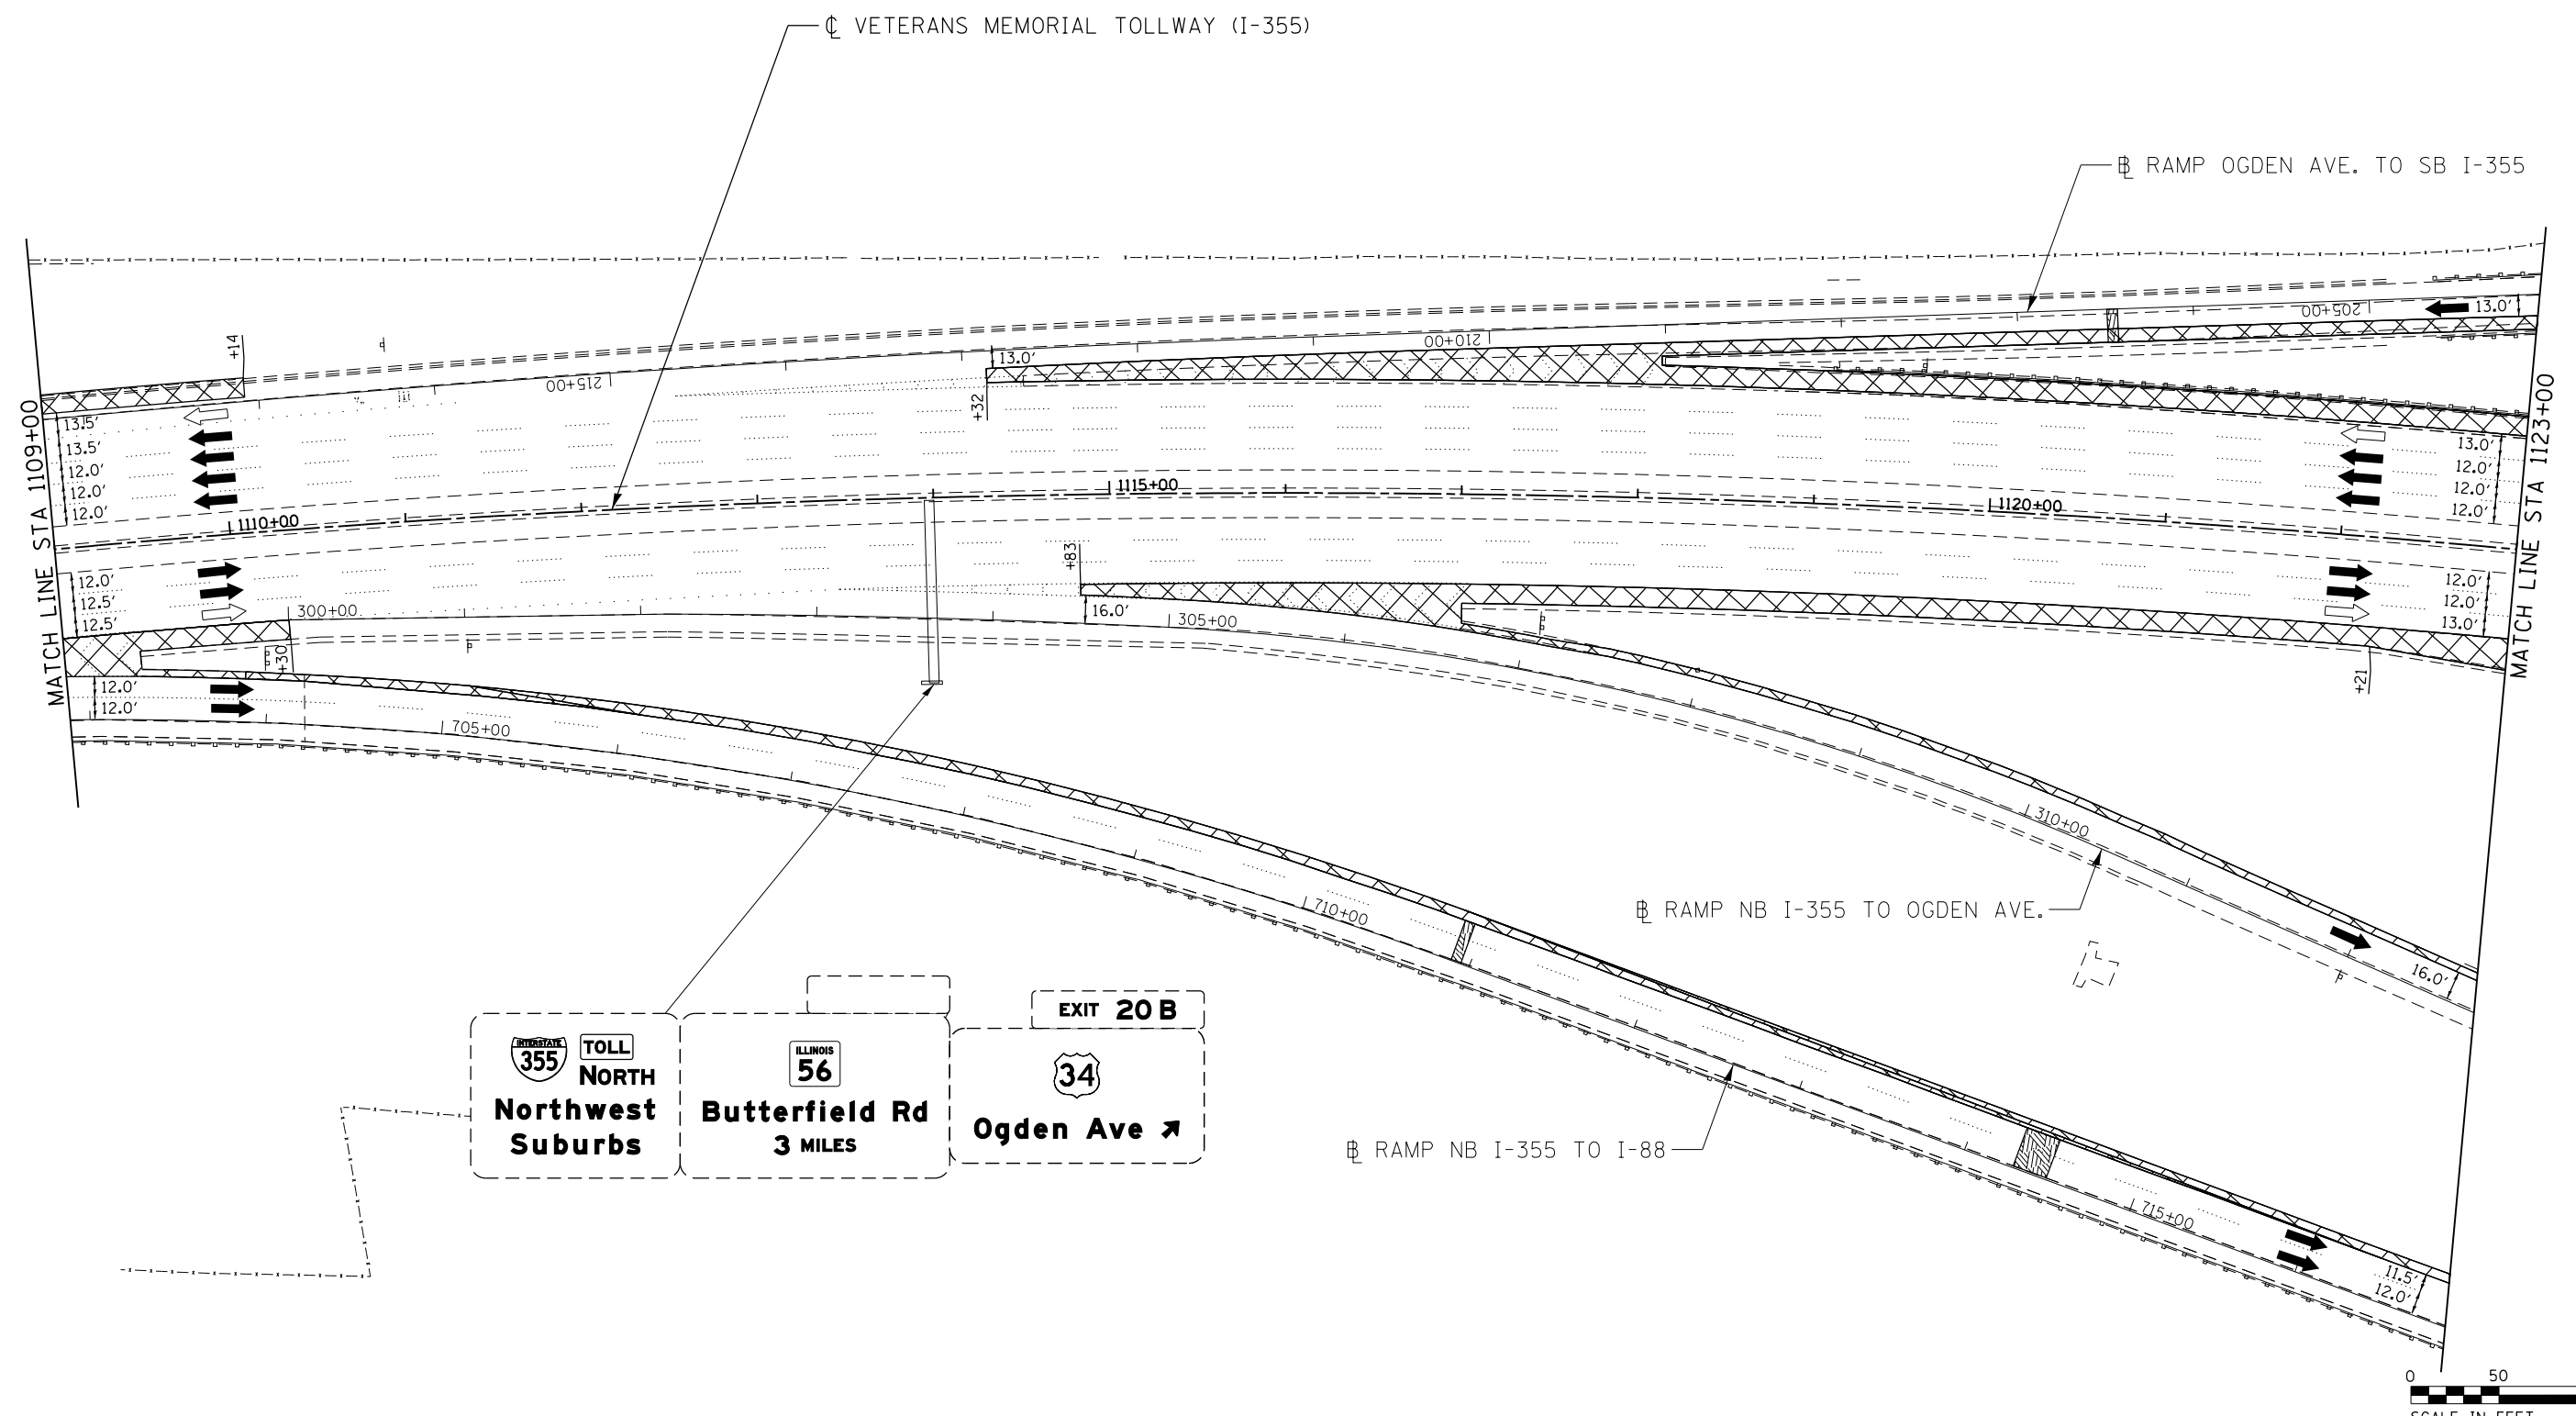 ℄ VETERANS MEMORIAL TOLLWAY (I-355)
℄ RAMP OGDEN AVE. TO SB I-355
MATCH LINE STA 1109+00
MATCH LINE STA 1123+00
+14
13.0'
205+00
210+00
13.0'
215+00
+32
13.5'
13.5'
12.0'
12.0'
12.0'
13.0'
12.0'
12.0'
12.0'
1110+00
1115+00
1120+00
+83
12.0'
12.5'
12.5'
12.0'
12.0'
13.0'
300+00
16.0'
305+00
+30
+21
12.0'
12.0'
705+00
310+00
710+00
℄ RAMP NB I-355 TO OGDEN AVE.
16.0'
EXIT 20 B
INTERSTATE
355
TOLL
NORTH
Northwest
Suburbs
ILLINOIS
56
Butterfield Rd
3 MILES
34
Ogden Ave
℄ RAMP NB I-355 TO I-88
715+00
11.5'
12.0'
0 50
SCALE IN FEET